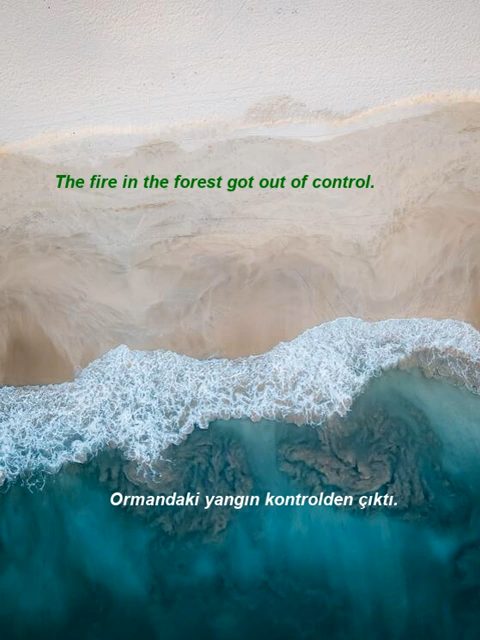 The fire in the forest got out of control.
Ormandaki yangın kontrolden çıktı.